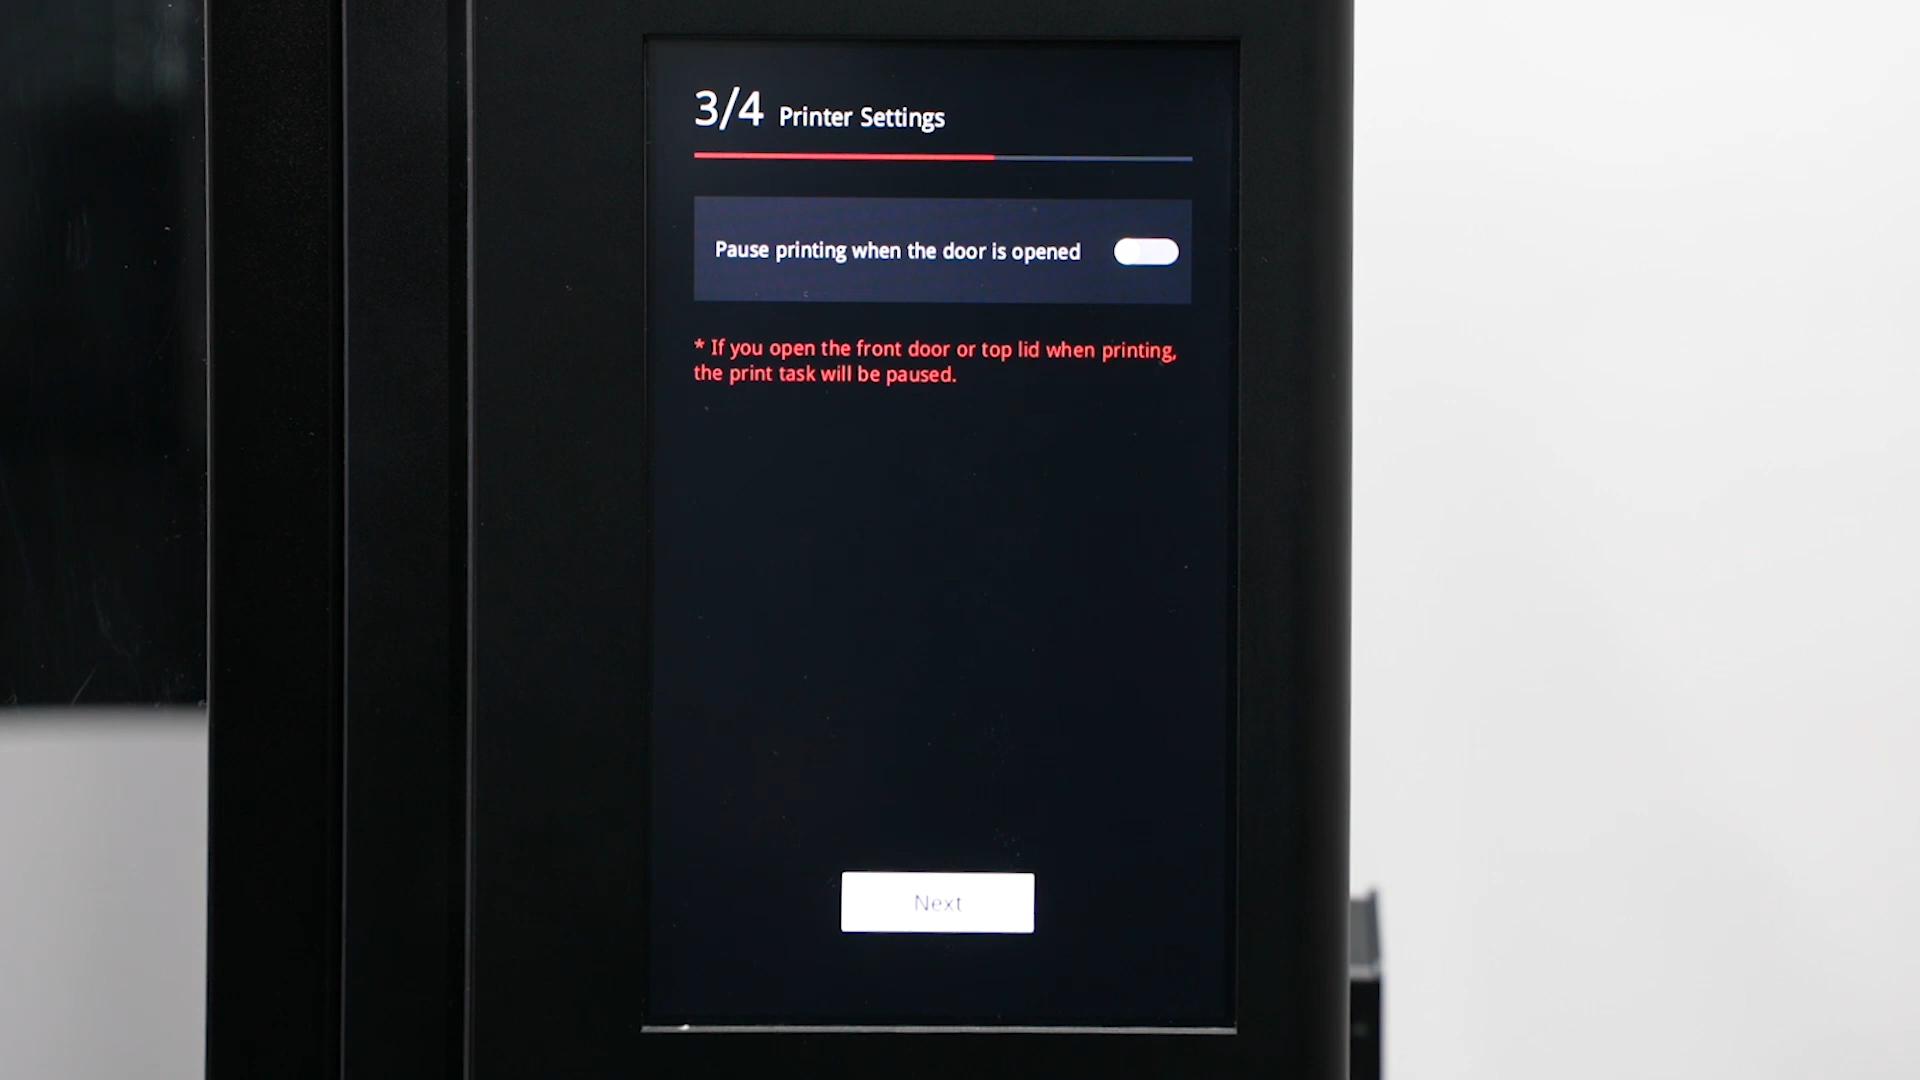 3/4 Printer Settings
Pause printing when the door is opened
* If you open the front door or top lid when printing,
the print task will be paused.
Next